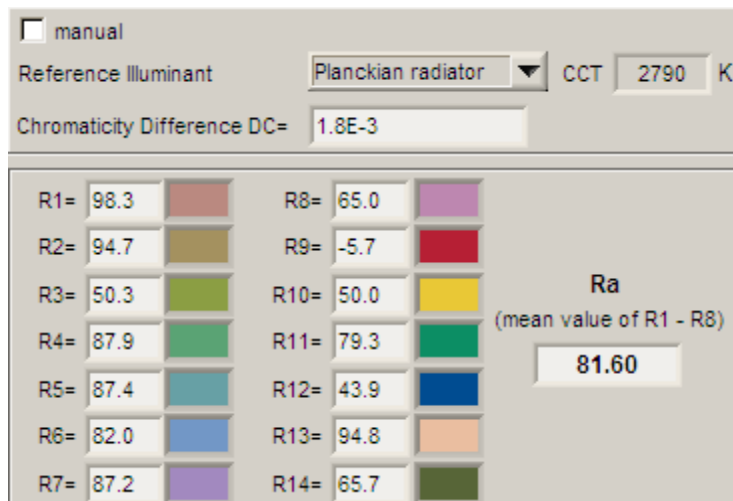 manual
Reference Illuminant Planckian radiator CCT 2790 K
Chromaticity Difference DC= 1.8E-3
R1= 98.3 R8= 65.0
R2= 94.7 R9= -5.7
R3= 50.3 R10= 50.0
R4= 87.9 R11= 79.3
R5= 87.4 R12= 43.9
R6= 82.0 R13= 94.8
R7= 87.2 R14= 65.7
Ra
(mean value of R1 - R8)
81.60